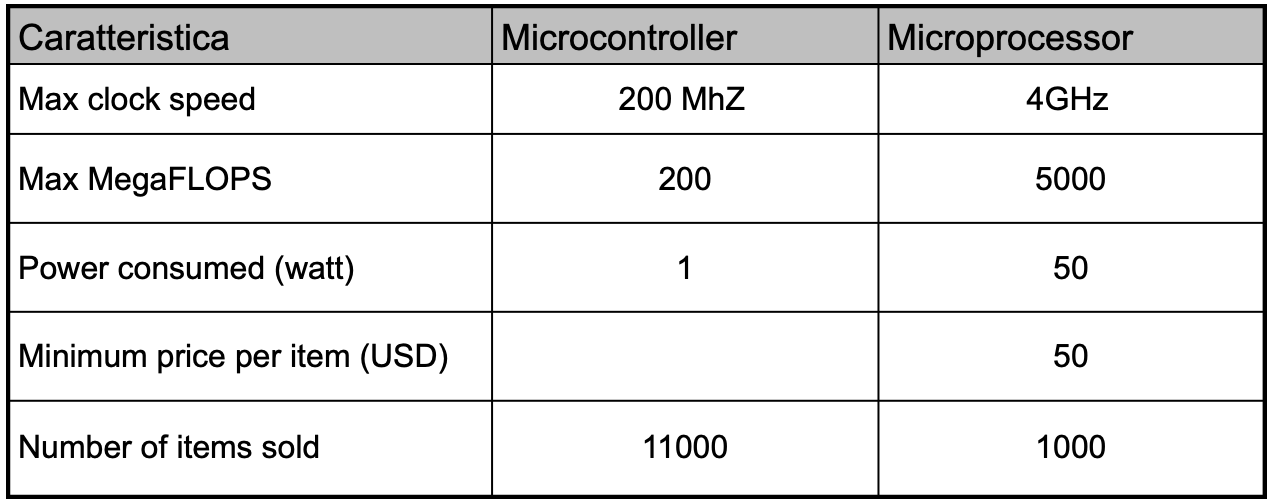 Caratteristica Microcontroller Microprocessor
Max clock speed 200 MhZ 4GHz
Max MegaFLOPS 200 5000
Power consumed (watt) 1 50
Minimum price per item (USD) 50
Number of items sold 11000 1000